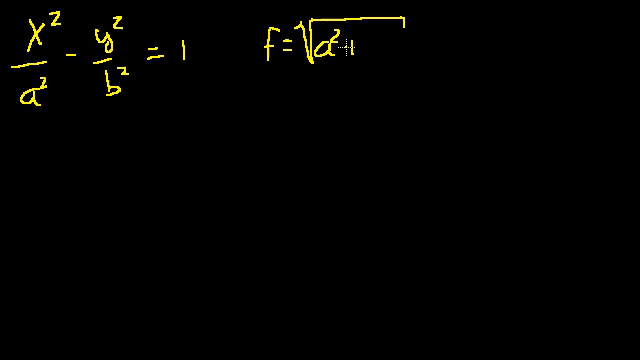 x²/a² - y²/b² = 1
f = √a² +